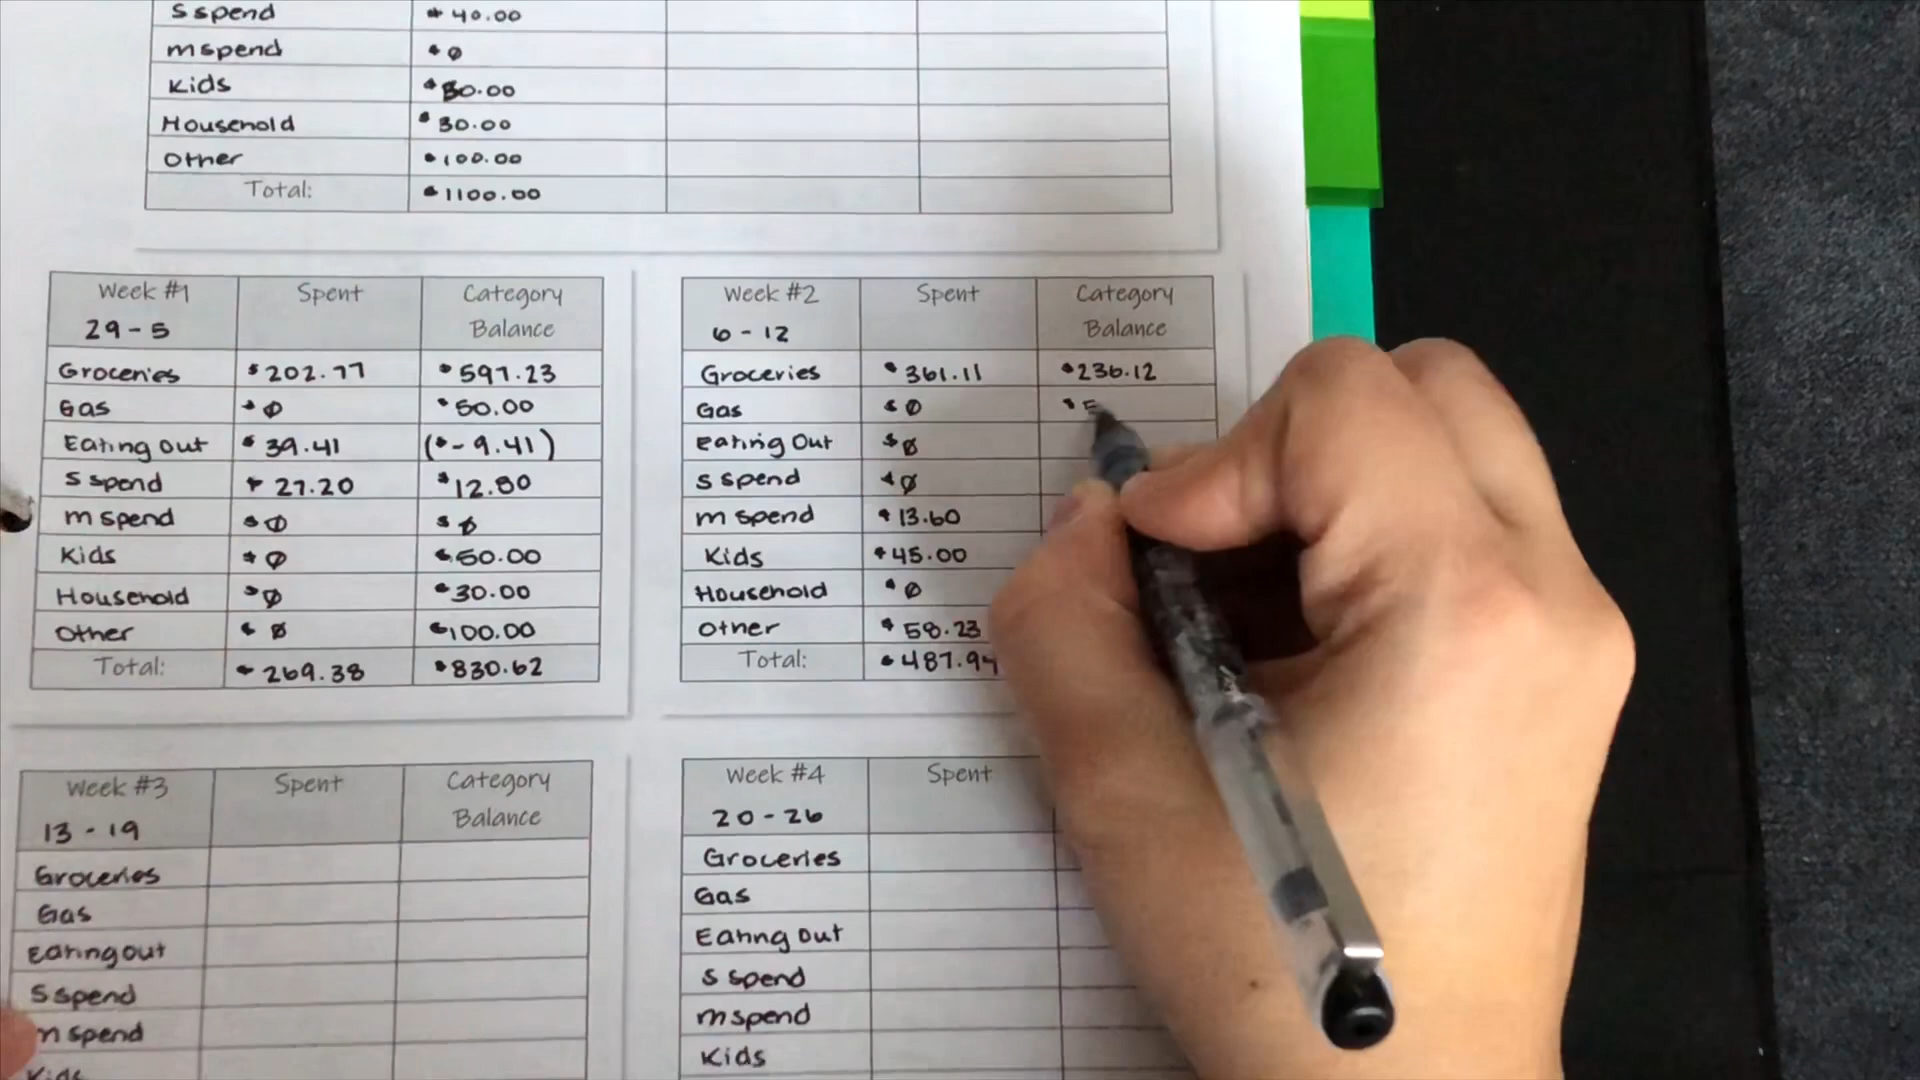 S spend $40.00
m spend $0
Kids $50.00
Household $30.00
Other $100.00
Total: $1100.00
Week #1 Spent Category Balance
29-5
Groceries $202.77 $597.23
Gas $0 $50.00
Eating Out $39.41 ($-9.41)
S spend $27.20 $12.80
m spend $0 $0
Kids $0 $50.00
Household $0 $30.00
Other $0 $100.00
Total: $269.38 $830.62
Week #2 Spent Category Balance
6-12
Groceries $361.11 $236.12
Gas $0 $5
Eating Out $0
S spend $0
m spend $13.60
Kids $45.00
Household $0
Other $58.23
Total: $487.94
Week #3 Spent Category Balance
13-19
Groceries
Gas
Eating out
S spend
m spend
Kids
Week #4 Spent
20-26
Groceries
Gas
Eating Out
S spend
m spend
Kids